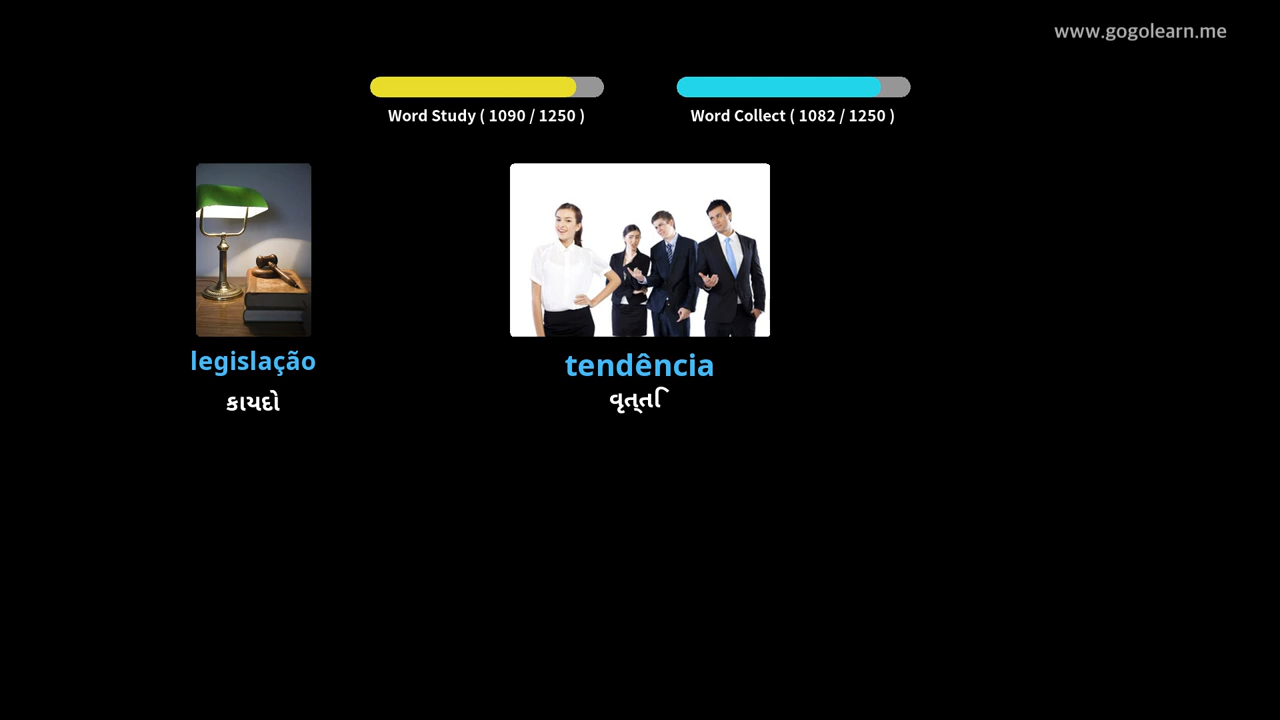 www.gogolearn.me
Word Study ( 1090 / 1250 )
Word Collect ( 1082 / 1250 )
legislação
કાયદો
tendência
વૃત્તિ